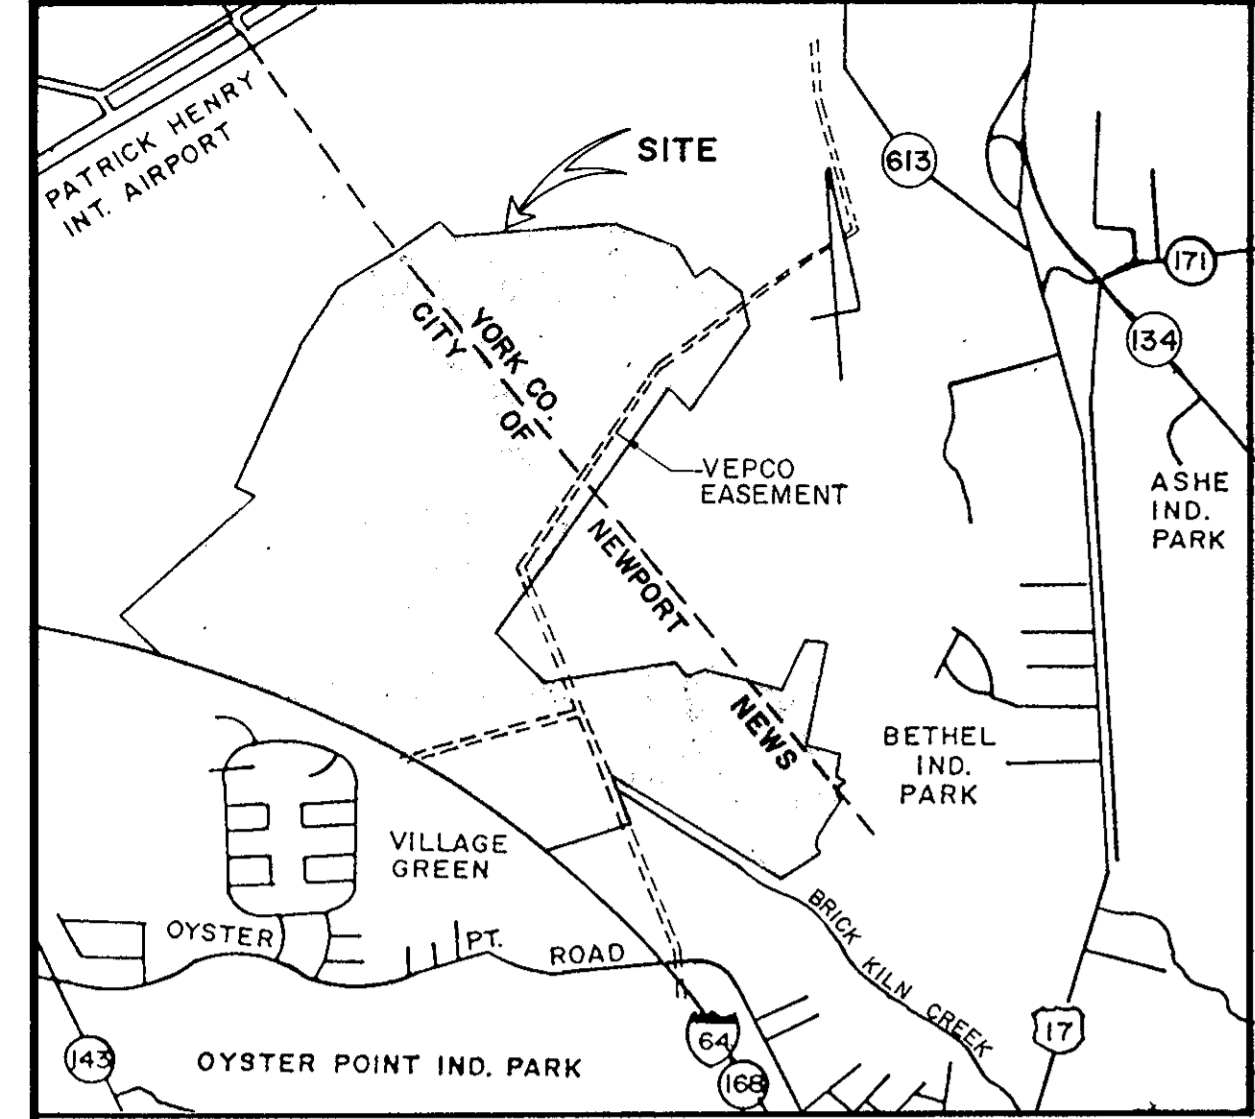 PATRICK HENRY
INT. AIRPORT
SITE
613
171
134
YORK CO.
CITY OF NEWPORT NEWS
VEPCO
EASEMENT
ASHE
IND.
PARK
BETHEL
IND.
PARK
VILLAGE
GREEN
OYSTER PT. ROAD
BRICK KILN CREEK
17
64
168
143
OYSTER POINT IND. PARK